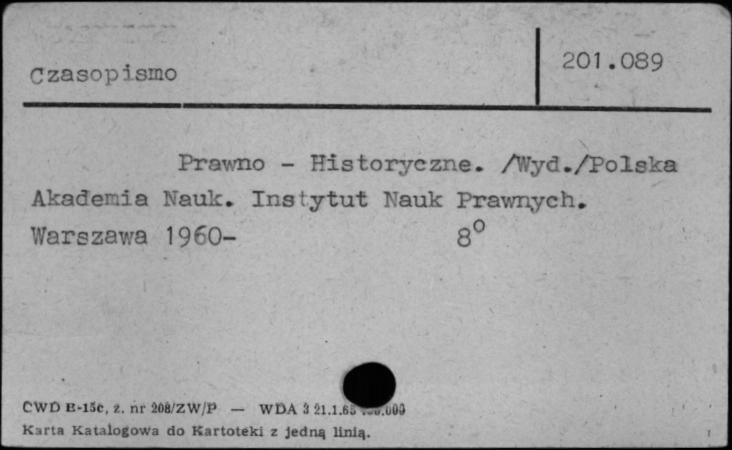 Czasopismo
201.089
Prawno - Historyczne. /Wyd./Polska
Akademia Nauk. Instytut Nauk Prawnych.
Warszawa 1960- 8°
CWD B-15c, z. nr 208/ZW/P — WDA 3 21.1.65
Karta Katalogowa do Kartoteki z jedną linią.